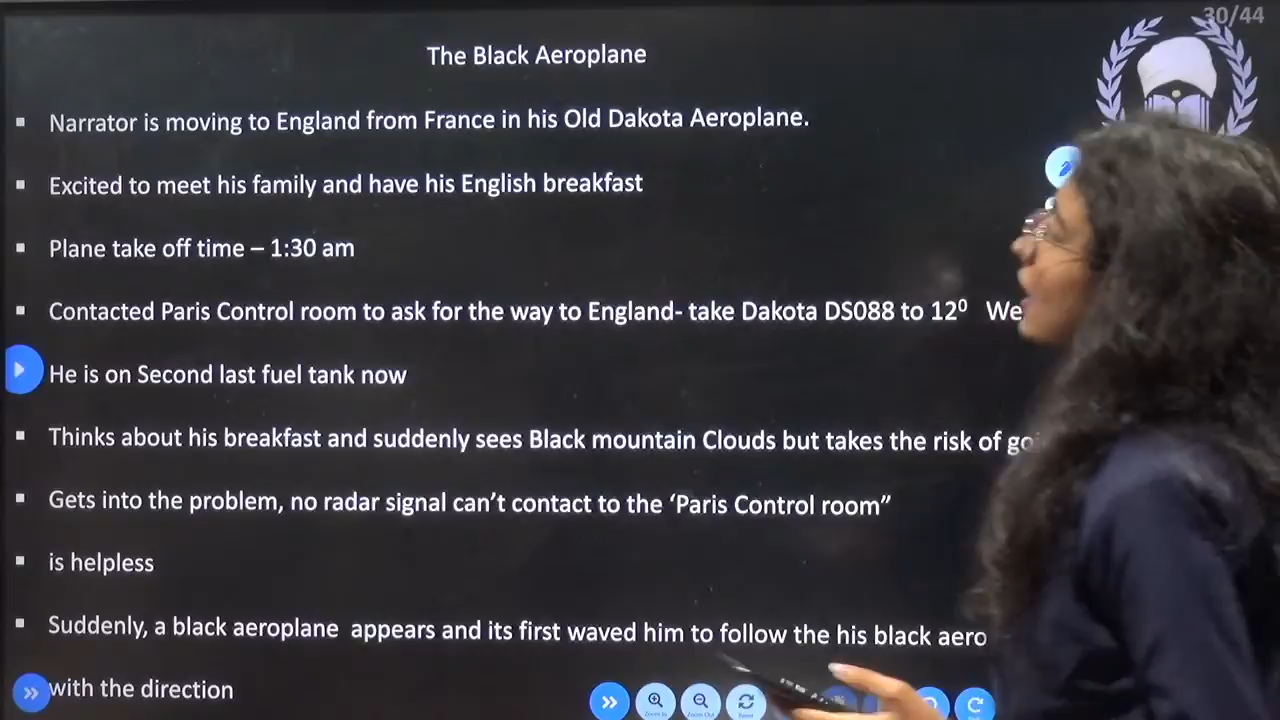 30/44
The Black Aeroplane
▪ Narrator is moving to England from France in his Old Dakota Aeroplane.
▪ Excited to meet his family and have his English breakfast
▪ Plane take off time – 1:30 am
▪ Contacted Paris Control room to ask for the way to England- take Dakota DS088 to 12⁰
He is on Second last fuel tank now
▪ Thinks about his breakfast and suddenly sees Black mountain Clouds but takes the risk of
▪ Gets into the problem, no radar signal can't contact to the ‘Paris Control room”
▪ is helpless
▪ Suddenly, a black aeroplane appears and its first waved him to follow the his black
with the direction
Zoom In Zoom Out Reset